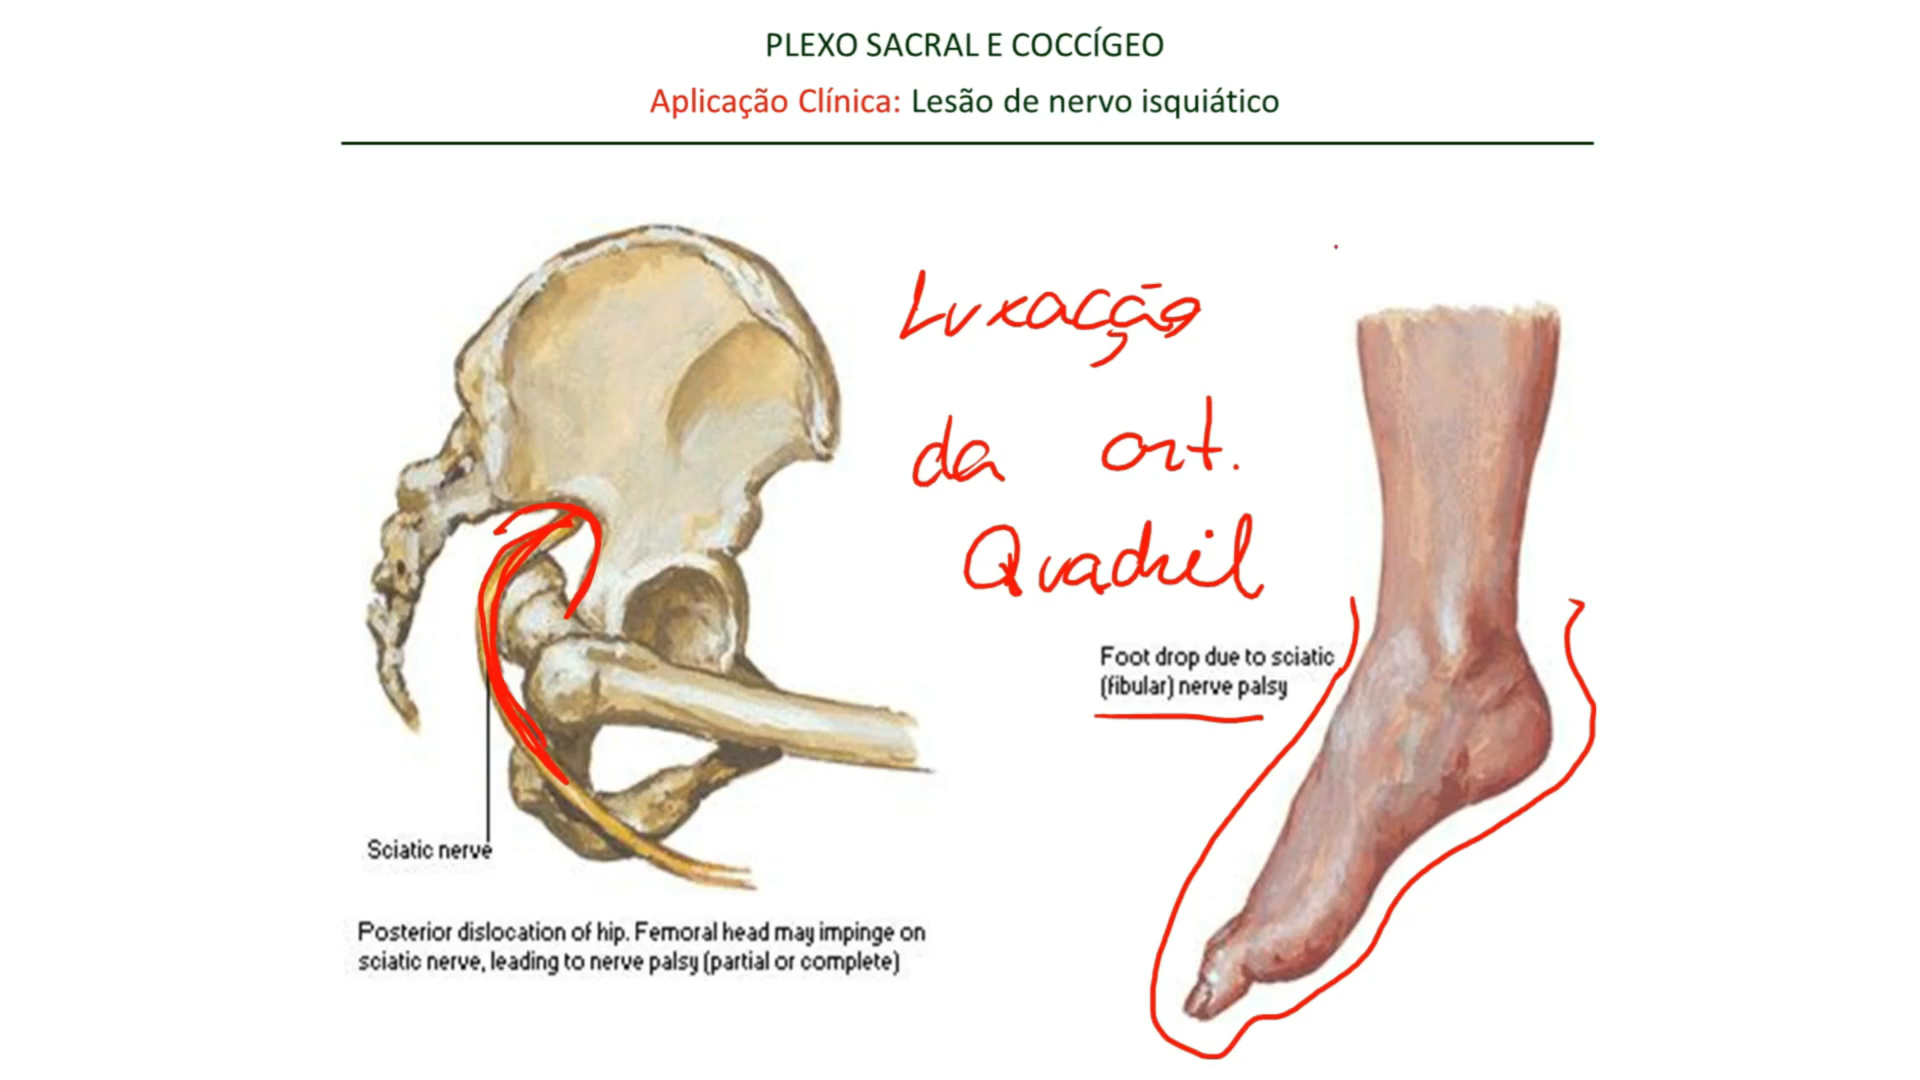 PLEXO SACRAL E COCCÍGEO
Aplicação Clínica: Lesão de nervo isquiático
Luxação
da art.
Quadril
Foot drop due to sciatic
(fibular) nerve palsy
Sciatic nerve
Posterior dislocation of hip. Femoral head may impinge on
sciatic nerve, leading to nerve palsy (partial or complete)